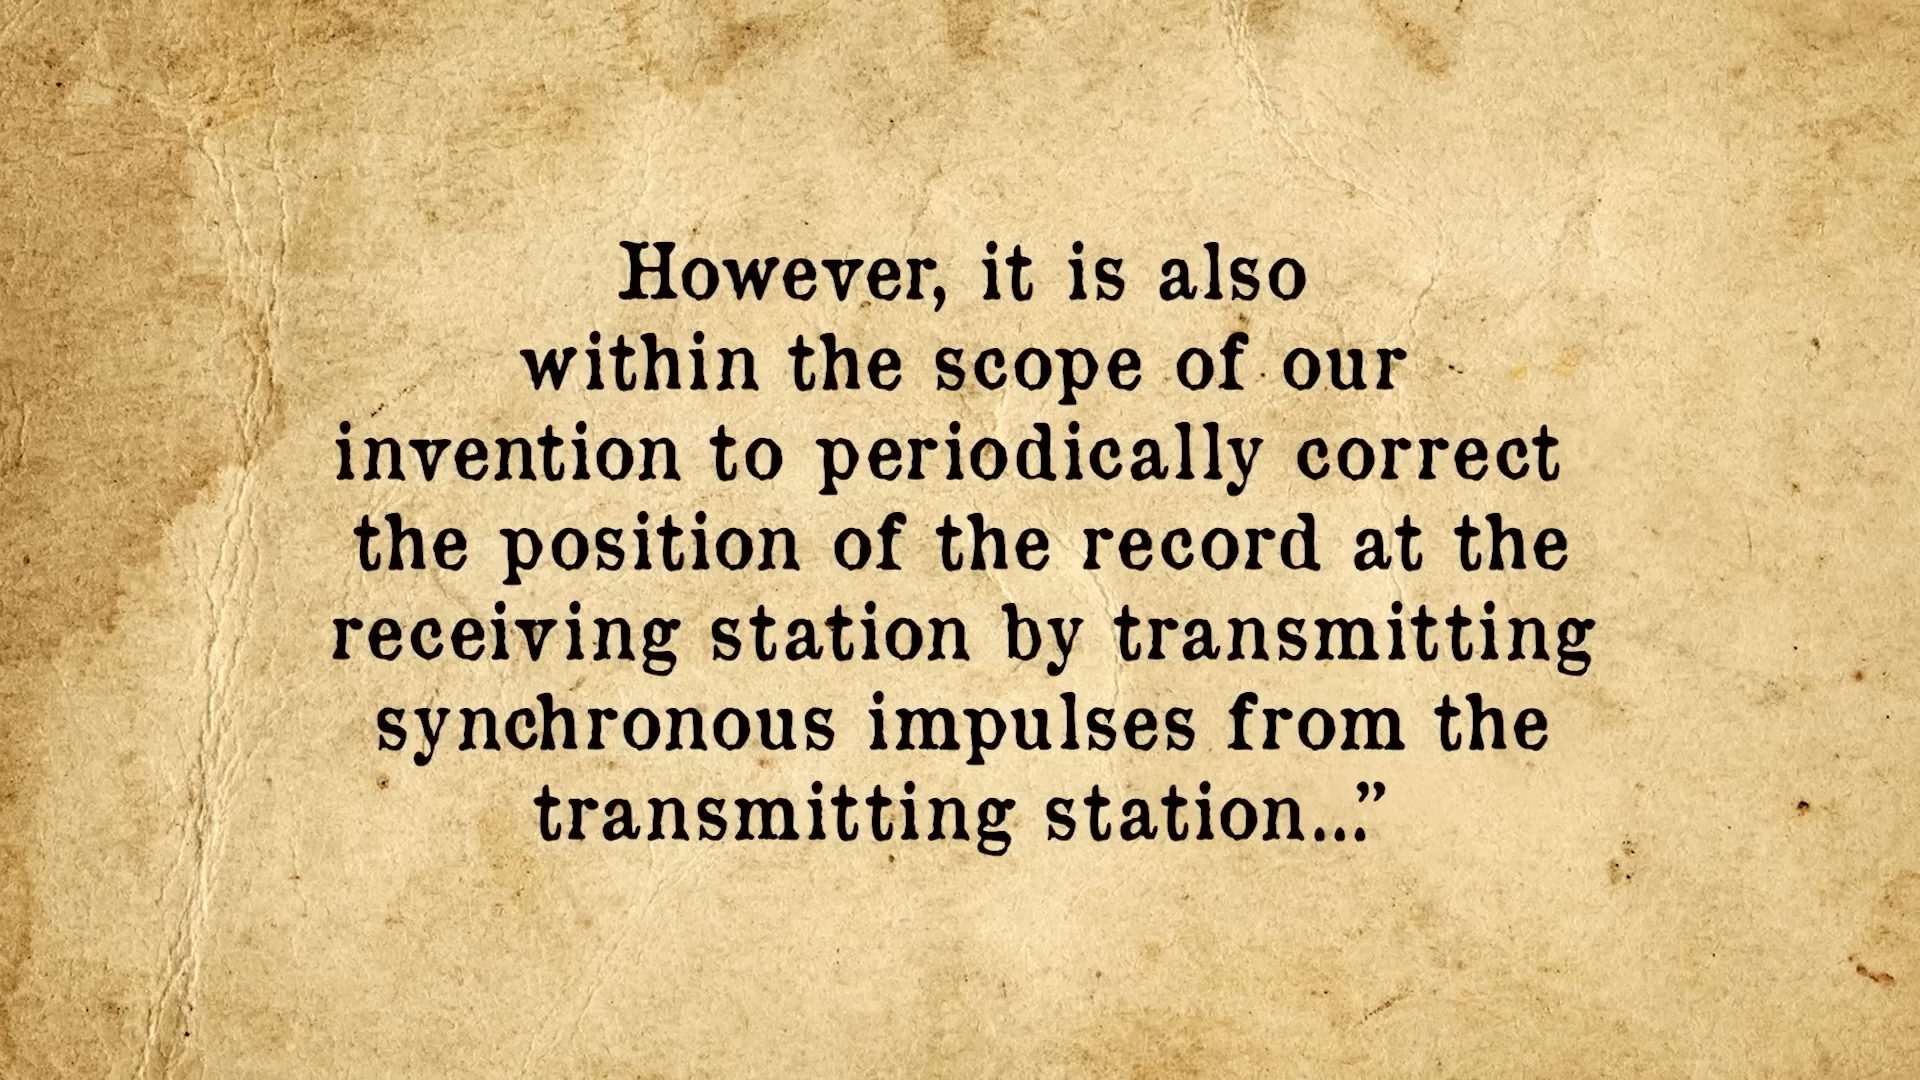 However, it is also
within the scope of our
invention to periodically correct
the position of the record at the
receiving station by transmitting
synchronous impulses from the
transmitting station...”